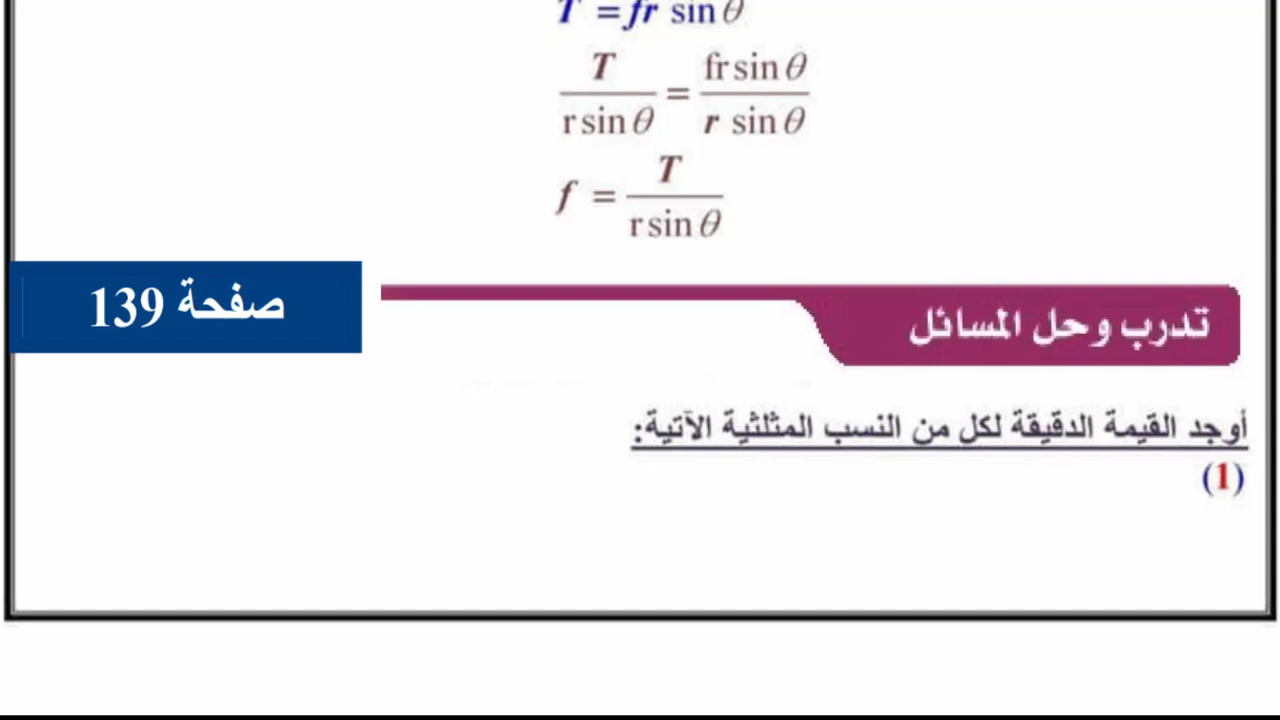 T = fr sin θ
T / r sin θ = fr sin θ / r sin θ
f = T / r sin θ
صفحة 139
تدرب وحل المسائل
أوجد القيمة الدقيقة لكل من النسب المثلثية الآتية:
(1)